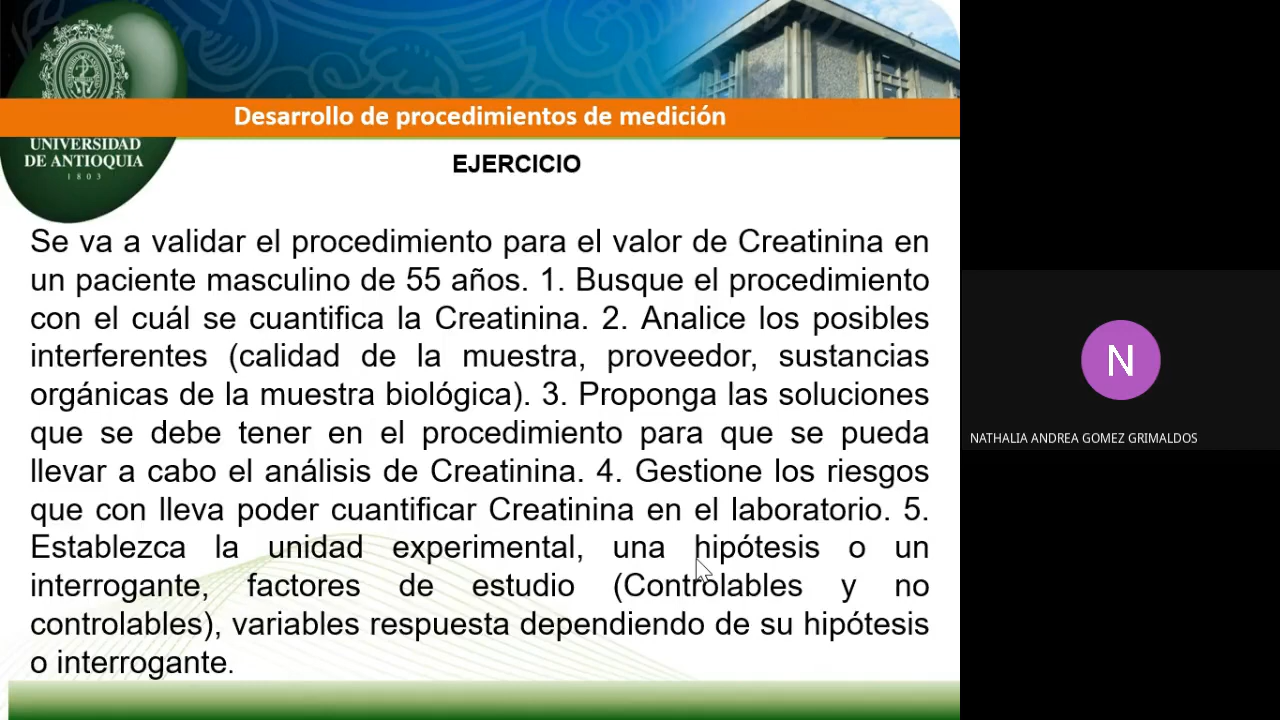 Desarrollo de procedimientos de medición
UNIVERSIDAD
DE ANTIOQUIA
1803
EJERCICIO
Se va a validar el procedimiento para el valor de Creatinina en
un paciente masculino de 55 años. 1. Busque el procedimiento
con el cuál se cuantifica la Creatinina. 2. Analice los posibles
interferentes (calidad de la muestra, proveedor, sustancias
orgánicas de la muestra biológica). 3. Proponga las soluciones
que se debe tener en el procedimiento para que se pueda
llevar a cabo el análisis de Creatinina. 4. Gestione los riesgos
que con lleva poder cuantificar Creatinina en el laboratorio. 5.
Establezca la unidad experimental, una hipótesis o un
interrogante, factores de estudio (Controlables y no
controlables), variables respuesta dependiendo de su hipótesis
o interrogante.
N
NATHALIA ANDREA GOMEZ GRIMALDOS